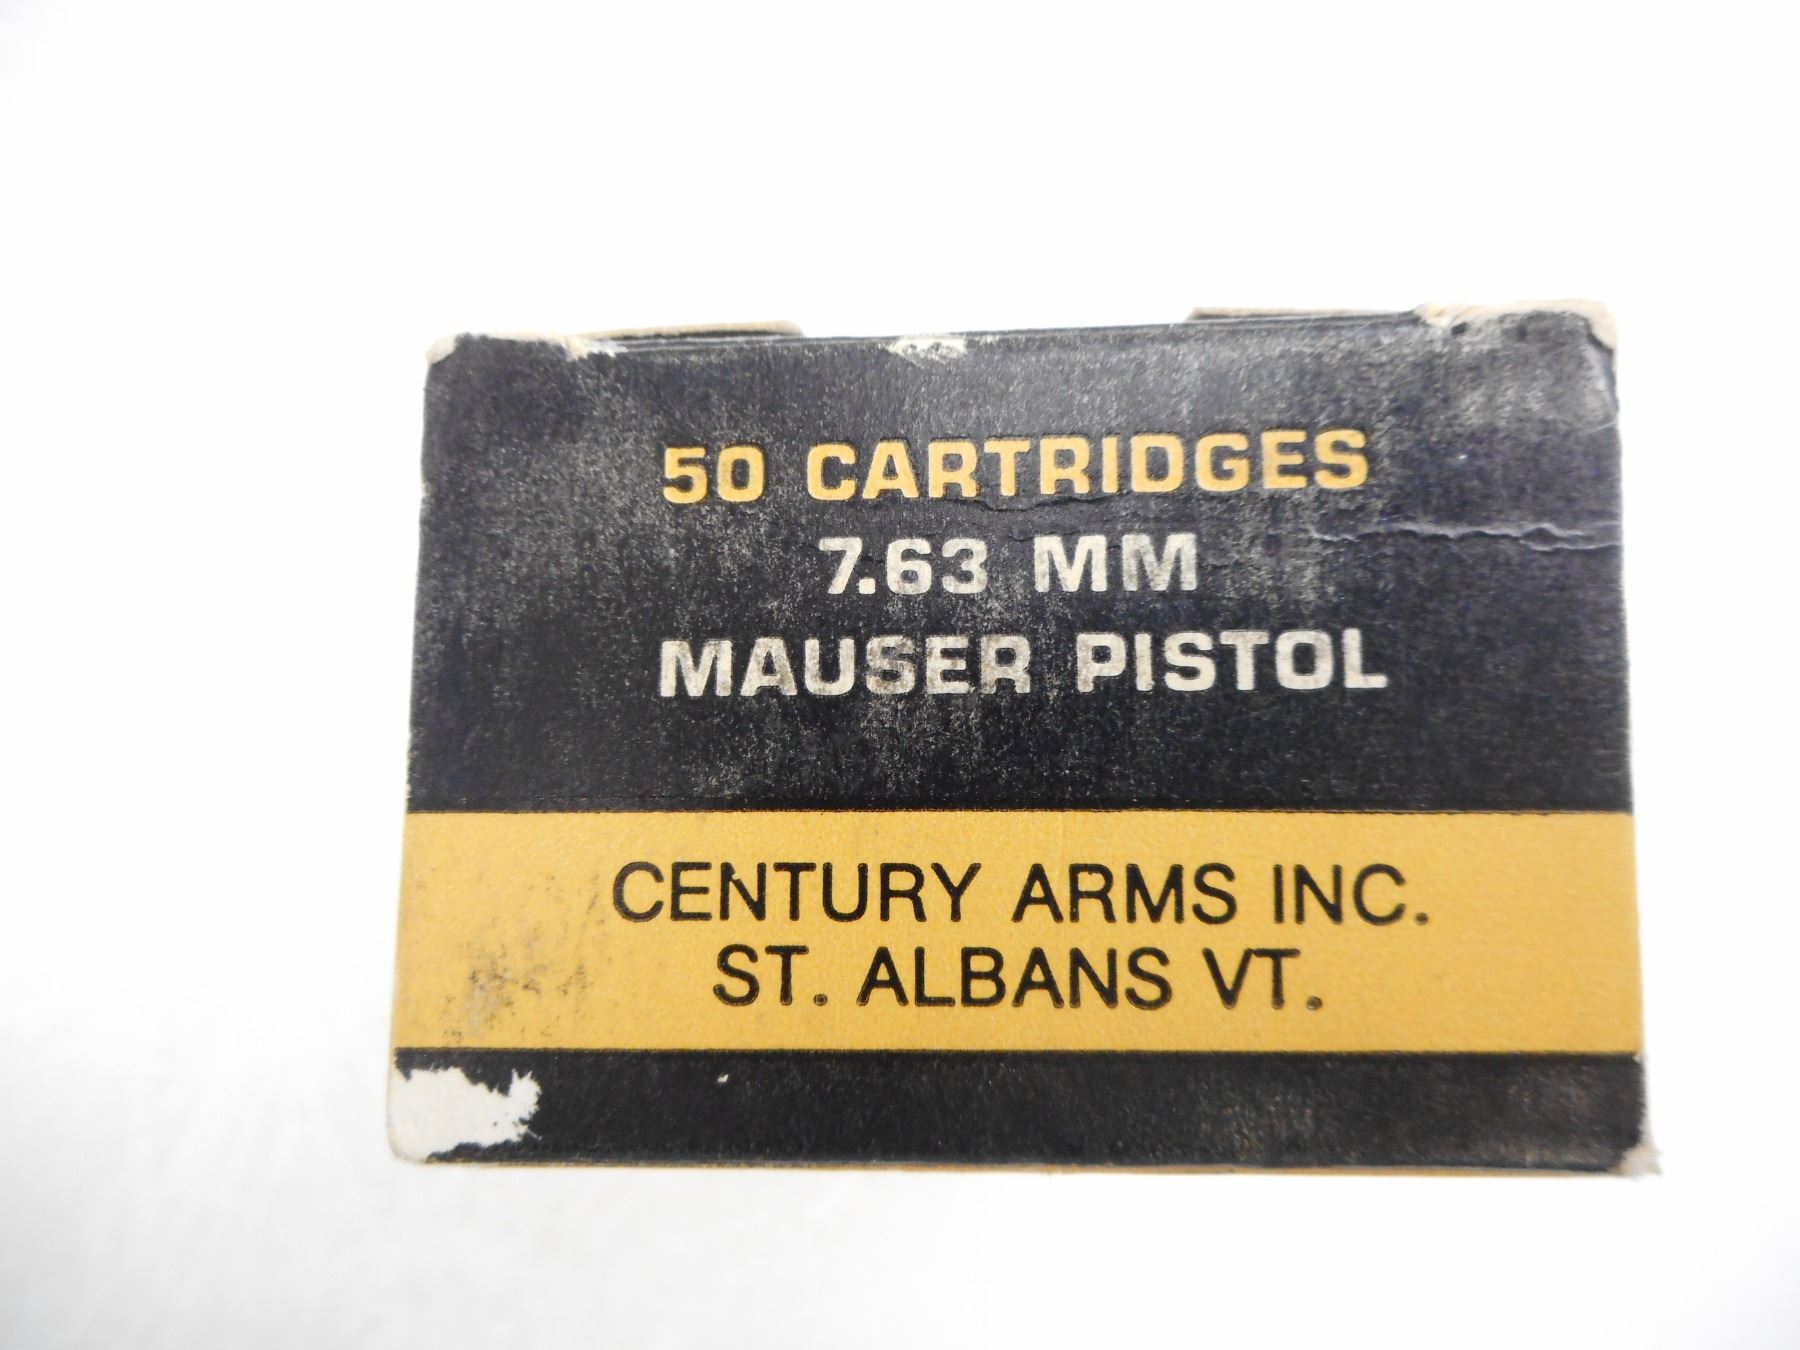 50 CARTRIDGES
7.63 MM
MAUSER PISTOL
CENTURY ARMS INC.
ST. ALBANS VT.